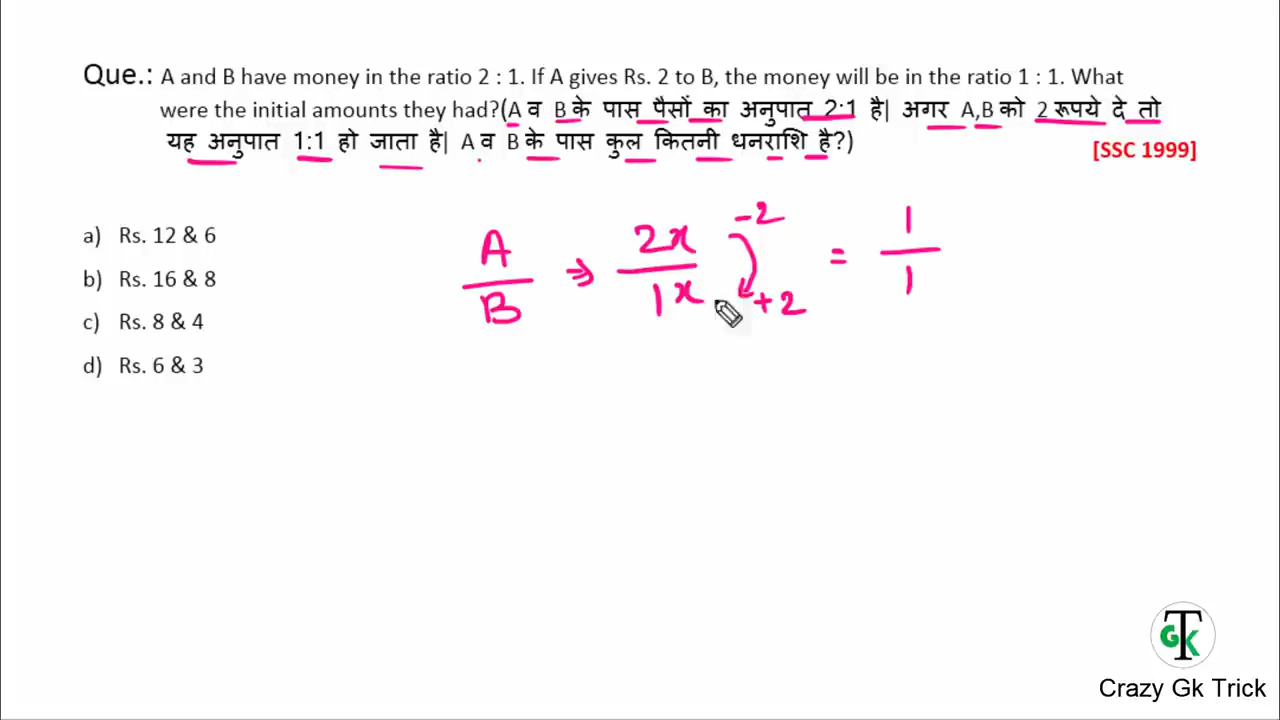 Que.: A and B have money in the ratio 2 : 1. If A gives Rs. 2 to B, the money will be in the ratio 1 : 1. What
were the initial amounts they had?(A व B के पास पैसों का अनुपात 2:1 है| अगर A,B को 2 रूपये दे तो
यह अनुपात 1:1 हो जाता है| A व B के पास कुल कितनी धनराशि है?)
[SSC 1999]
a) Rs. 12 & 6
b) Rs. 16 & 8
c) Rs. 8 & 4
d) Rs. 6 & 3
A/B ⇒ 2x/1x -2 +2 = 1/1
GTK
Crazy Gk Trick